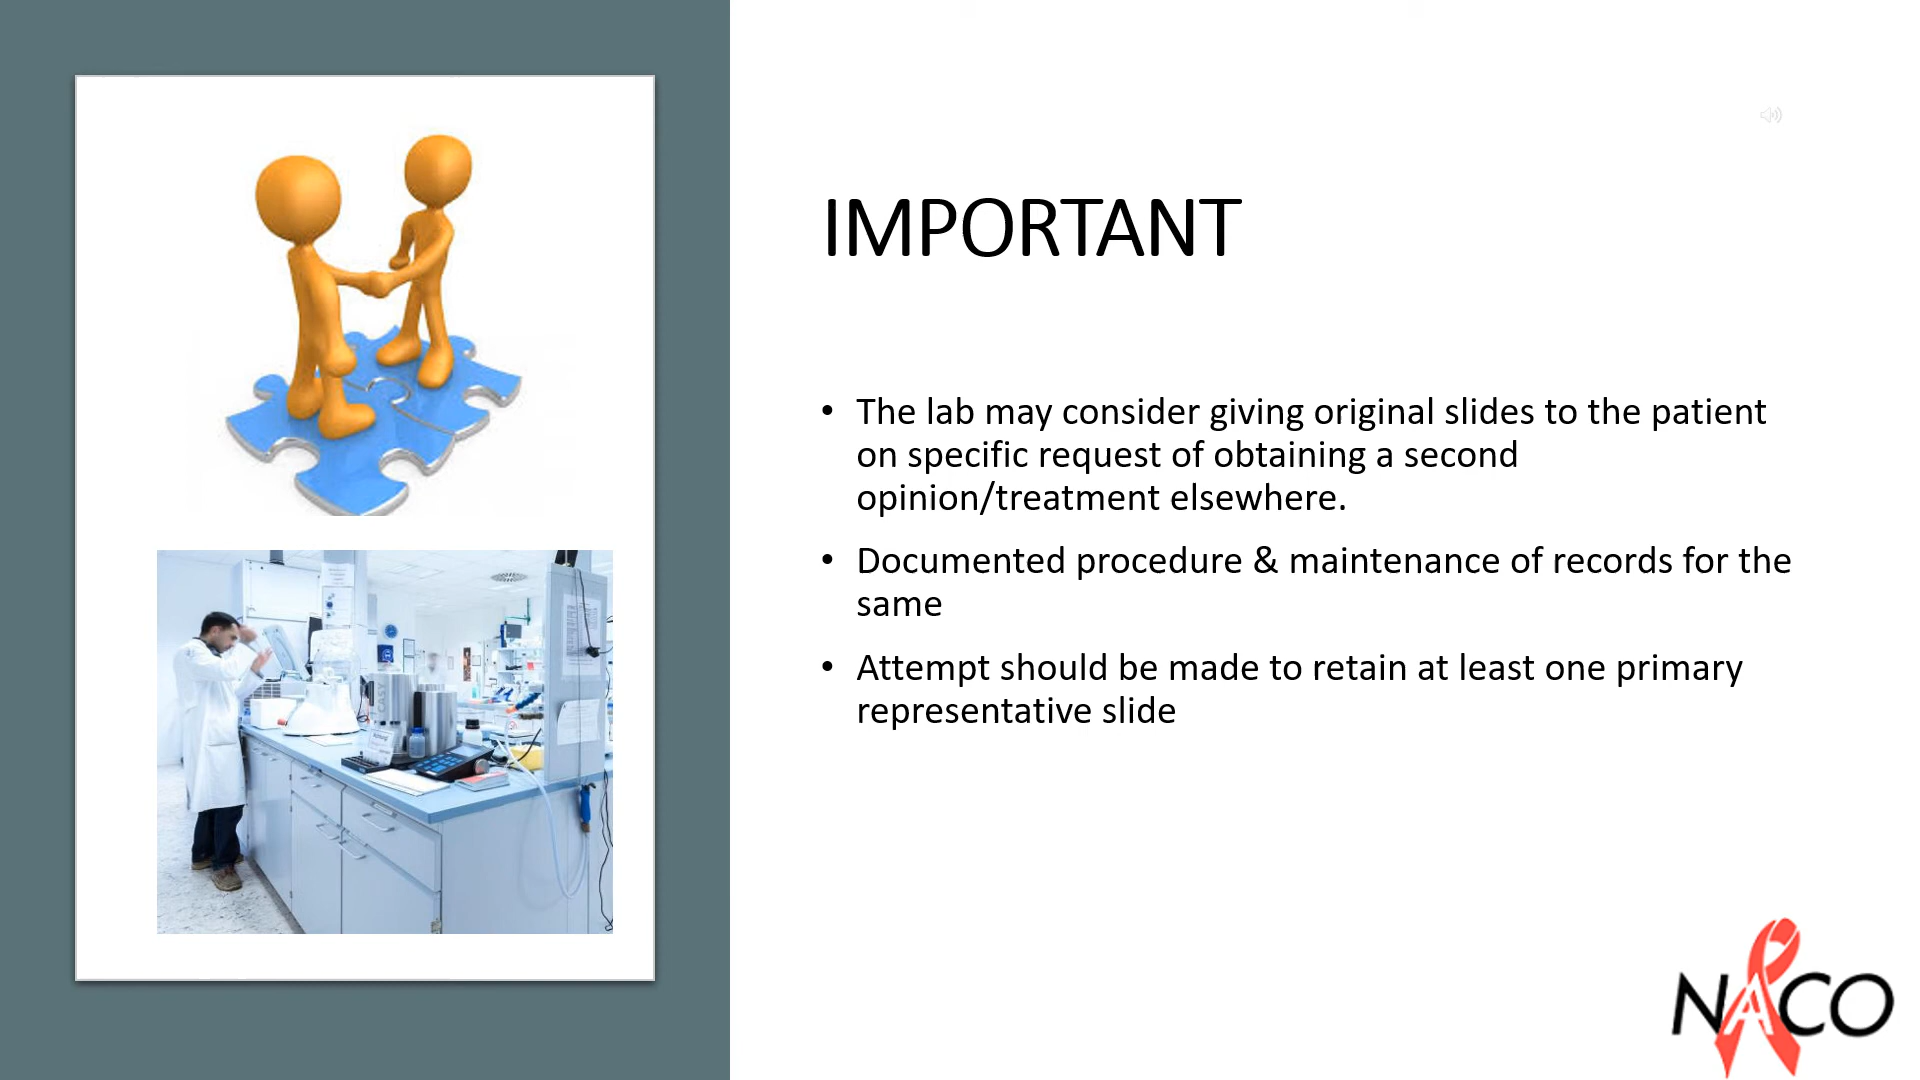 IMPORTANT
• The lab may consider giving original slides to the patient
on specific request of obtaining a second
opinion/treatment elsewhere.
• Documented procedure & maintenance of records for the
same
• Attempt should be made to retain at least one primary
representative slide
CASY
NACO